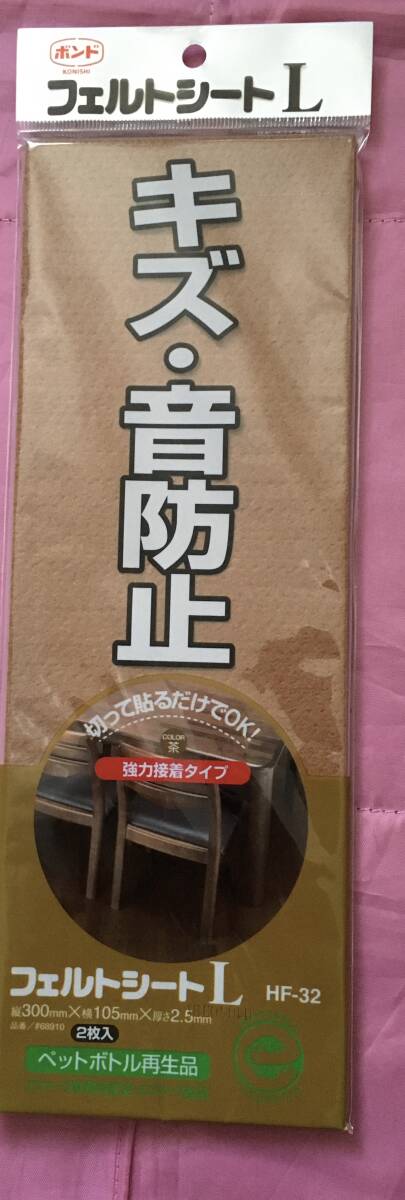 ボンド
KONISHI
フェルトシート L
キズ・音防止
切って貼るだけでOK!
COLOR
茶
強力接着タイプ
フェルトシート L HF-32
縦300mm×横105mm×厚さ2.5mm
品番/#68910 2枚入
ペットボトル再生品